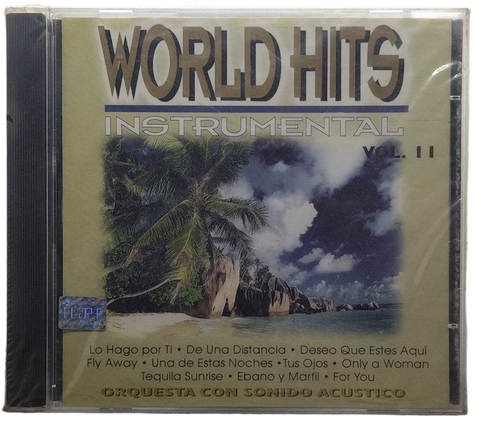 WORLD HITS
INSTRUMENTAL
VOL. 11
Lo Hago por Ti • De Una Distancia • Deseo Que Estes Aquí
Fly Away • Una de Estas Noches • Tus Ojos • Only a Woman
Tequila Sunrise • Ebano y Marfil • For You
ORQUESTA CON SONIDO ACUSTICO